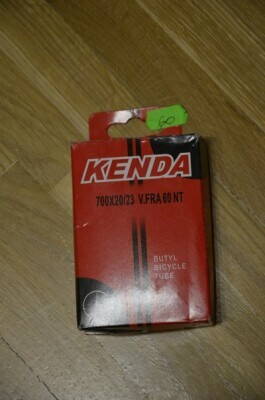 60
KENDA
700X20/23 V.FRA 60 NT
BUTYL
BICYCLE
TUBE